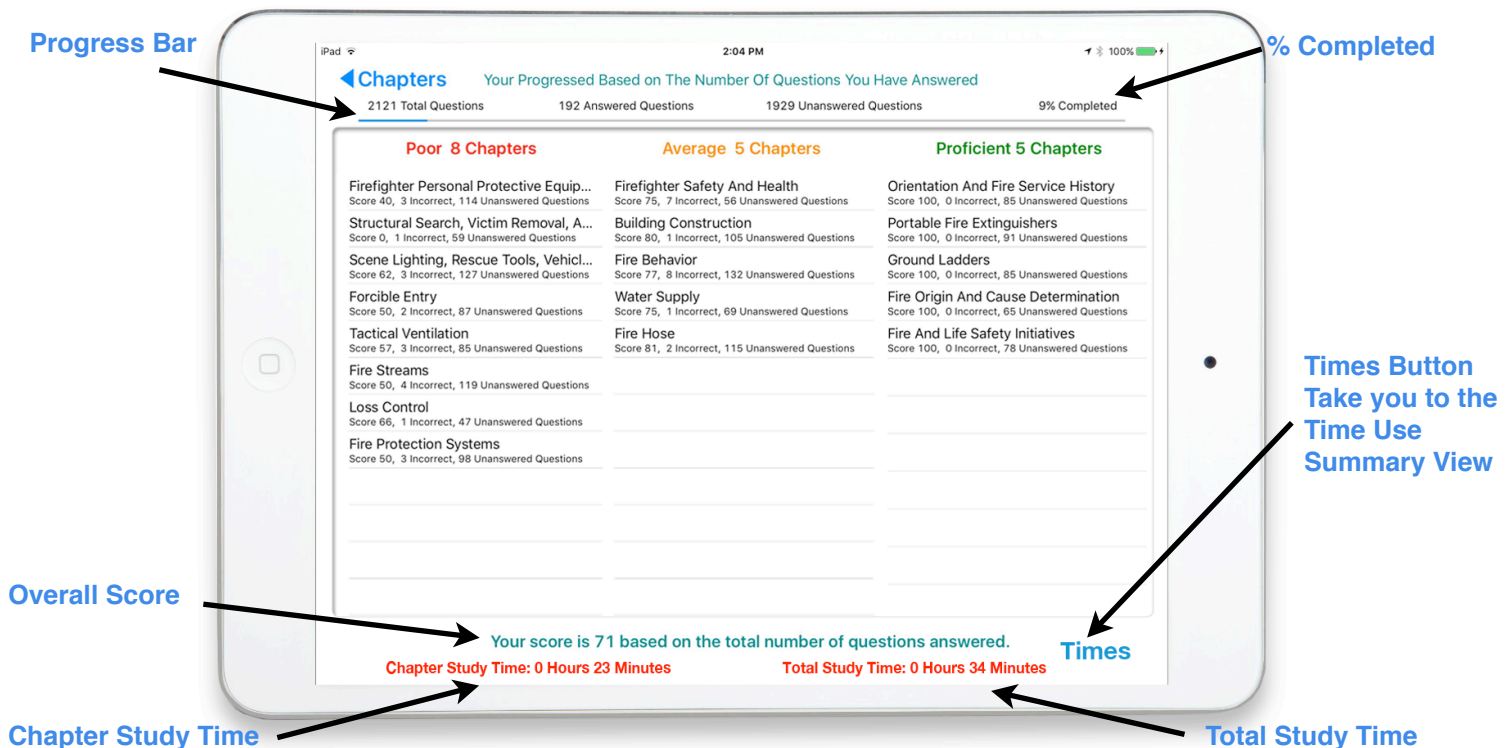 Progress Bar
% Completed
iPad 2:04 PM 100%
Chapters Your Progressed Based on The Number Of Questions You Have Answered
2121 Total Questions 192 Answered Questions 1929 Unanswered Questions 9% Completed
Poor 8 Chapters
Firefighter Personal Protective Equip...
Score 40, 3 Incorrect, 114 Unanswered Questions
Structural Search, Victim Removal, A...
Score 0, 1 Incorrect, 59 Unanswered Questions
Scene Lighting, Rescue Tools, Vehicl...
Score 62, 3 Incorrect, 127 Unanswered Questions
Forcible Entry
Score 50, 2 Incorrect, 87 Unanswered Questions
Tactical Ventilation
Score 57, 3 Incorrect, 85 Unanswered Questions
Fire Streams
Score 50, 4 Incorrect, 119 Unanswered Questions
Loss Control
Score 66, 1 Incorrect, 47 Unanswered Questions
Fire Protection Systems
Score 50, 3 Incorrect, 98 Unanswered Questions
Average 5 Chapters
Firefighter Safety And Health
Score 75, 7 Incorrect, 56 Unanswered Questions
Building Construction
Score 80, 1 Incorrect, 105 Unanswered Questions
Fire Behavior
Score 77, 8 Incorrect, 132 Unanswered Questions
Water Supply
Score 75, 1 Incorrect, 69 Unanswered Questions
Fire Hose
Score 81, 2 Incorrect, 115 Unanswered Questions
Proficient 5 Chapters
Orientation And Fire Service History
Score 100, 0 Incorrect, 85 Unanswered Questions
Portable Fire Extinguishers
Score 100, 0 Incorrect, 91 Unanswered Questions
Ground Ladders
Score 100, 0 Incorrect, 85 Unanswered Questions
Fire Origin And Cause Determination
Score 100, 0 Incorrect, 65 Unanswered Questions
Fire And Life Safety Initiatives
Score 100, 0 Incorrect, 78 Unanswered Questions
Times Button
Take you to the
Time Use
Summary View
Overall Score
Your score is 71 based on the total number of questions answered.
Times
Chapter Study Time: 0 Hours 23 Minutes Total Study Time: 0 Hours 34 Minutes
Chapter Study Time
Total Study Time